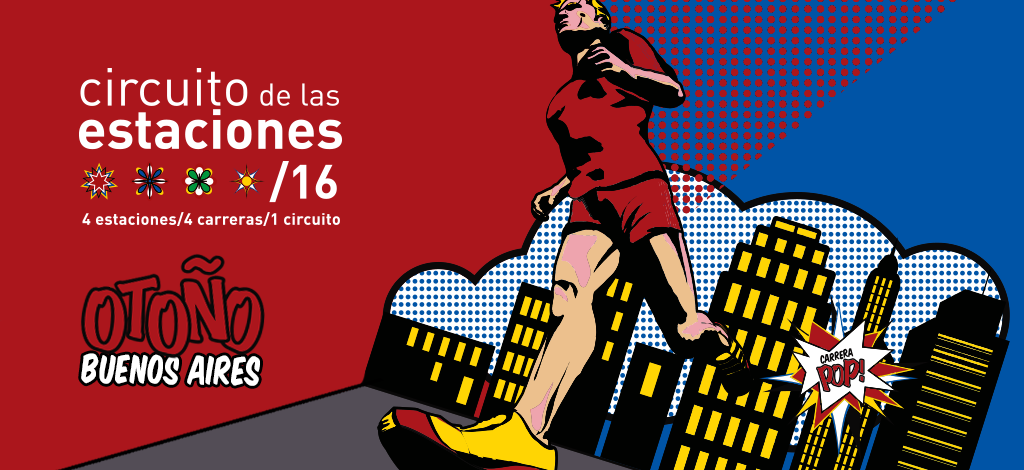 circuito de las
estaciones
/16
4 estaciones/4 carreras/1 circuito
OTOÑO
BUENOS AIRES
CARRERA
POP!